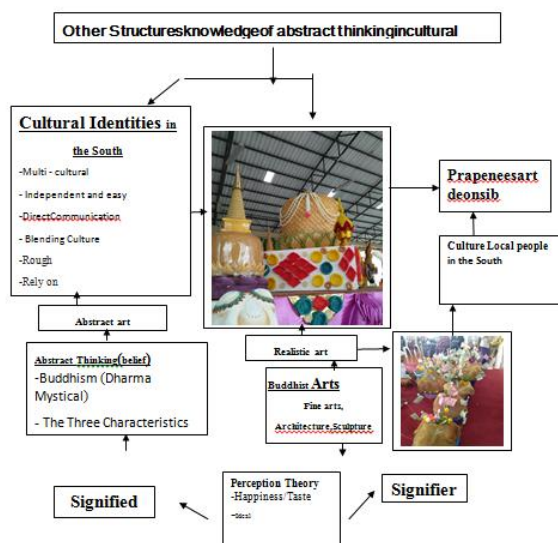 Other Structuresknowledgeof abstract thinkingincultural
Cultural Identities in
the South
-Multi - cultural
- Independent and easy
-DirectCommunication
- Blending Culture
-Rough
-Rely on
Abstract art
Abstract Thinking(belief)
-Buddhism (Dharma
Mystical)
- The Three Characteristics
Signified
Prapeneesart
deonsib
Culture Local people
in the South
Realistic art
Buddhist Arts
Fine arts,
Architecture,Sculpture
Perception Theory
-Happiness/Taste
-Ideal
Signifier